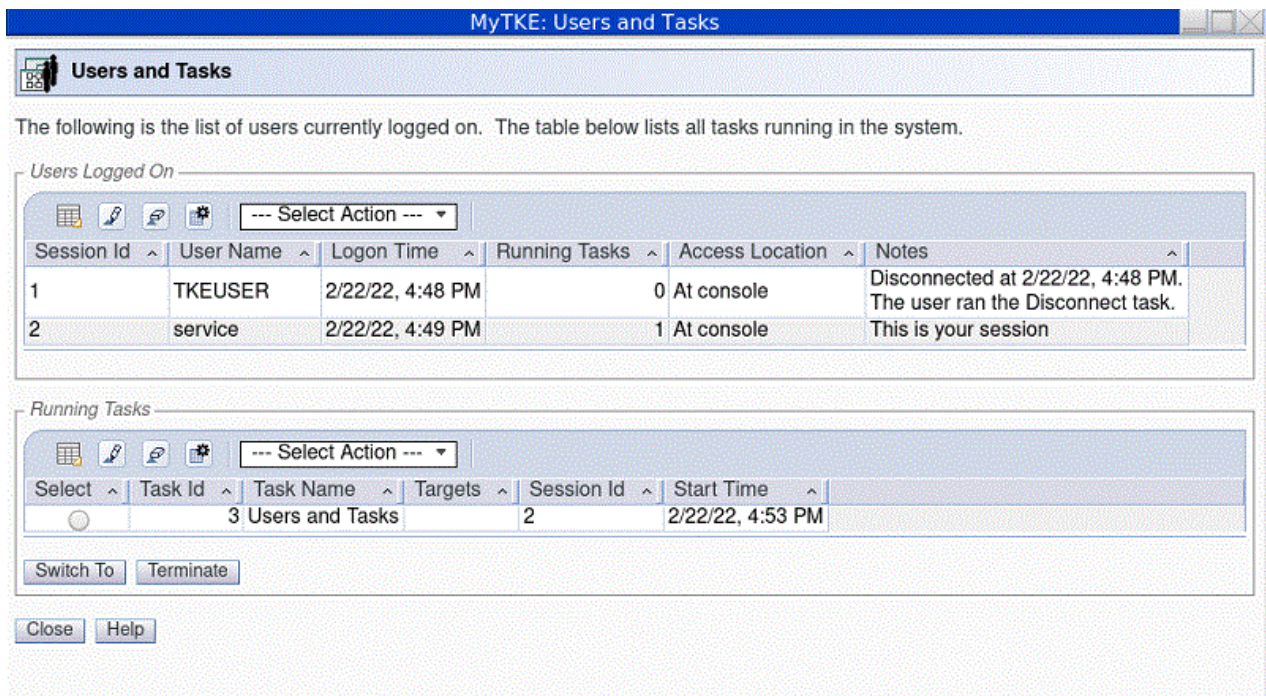 MyTKE: Users and Tasks
Users and Tasks
The following is the list of users currently logged on.  The table below lists all tasks running in the system.
Users Logged On
--- Select Action ---
Session Id User Name Logon Time Running Tasks Access Location Notes
1 TKEUSER 2/22/22, 4:48 PM 0 At console Disconnected at 2/22/22, 4:48 PM.
The user ran the Disconnect task.
2 service 2/22/22, 4:49 PM 1 At console This is your session
Running Tasks
--- Select Action ---
Select Task Id Task Name Targets Session Id Start Time
3 Users and Tasks 2 2/22/22, 4:53 PM
Switch To Terminate
Close Help